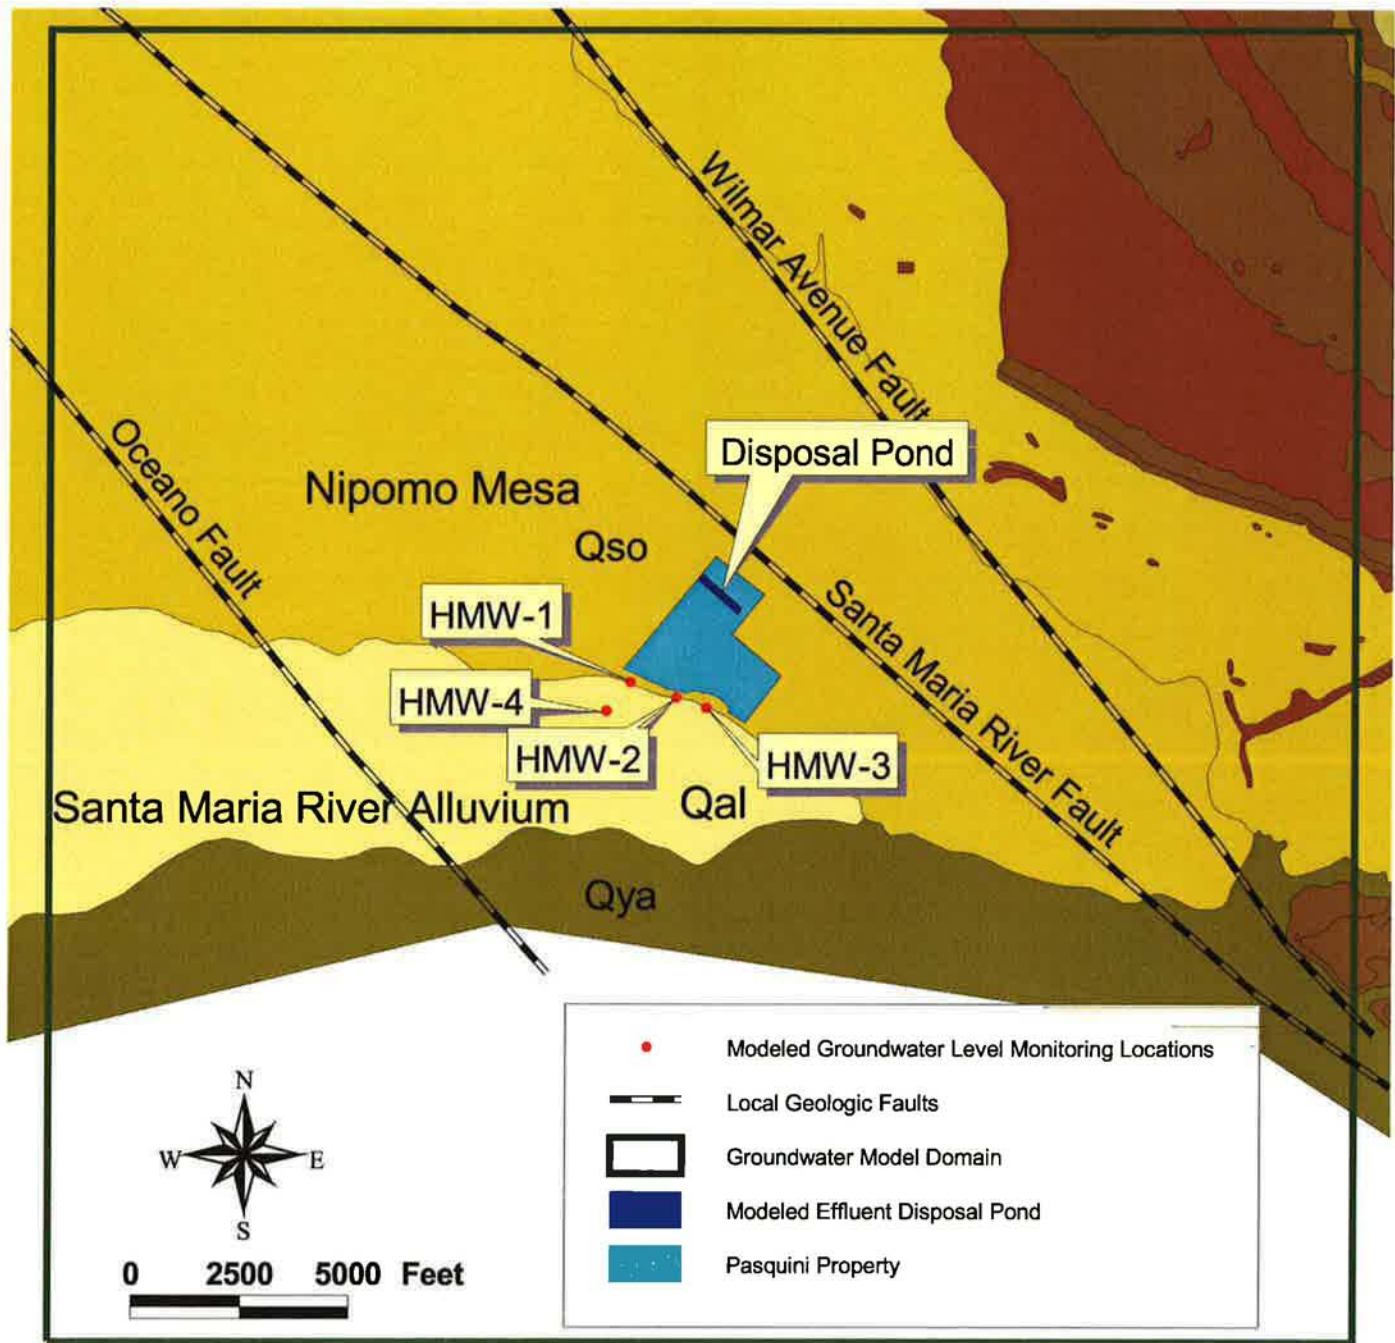 Wilmar Avenue Fault
Disposal Pond
Oceano Fault
Nipomo Mesa
Qso
Santa Maria River Fault
HMW-1
HMW-4
HMW-2
HMW-3
Santa Maria River Alluvium
Qal
Qya
N
W
E
S
0 2500 5000 Feet
Modeled Groundwater Level Monitoring Locations
Local Geologic Faults
Groundwater Model Domain
Modeled Effluent Disposal Pond
Pasquini Property